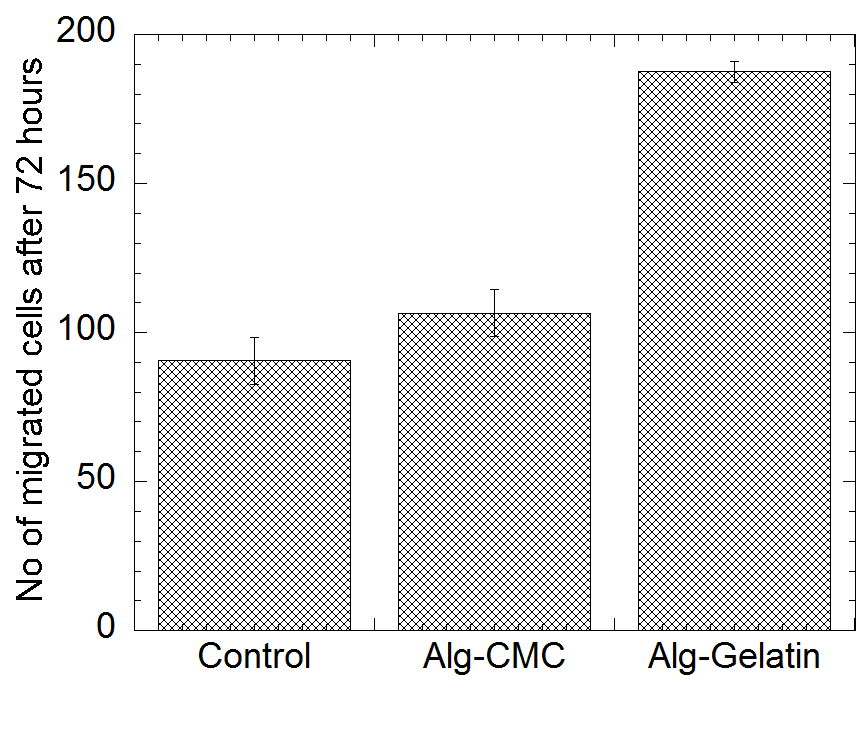 No of migrated cells after 72 hours
200
150
100
50
0
Control
Alg-CMC
Alg-Gelatin